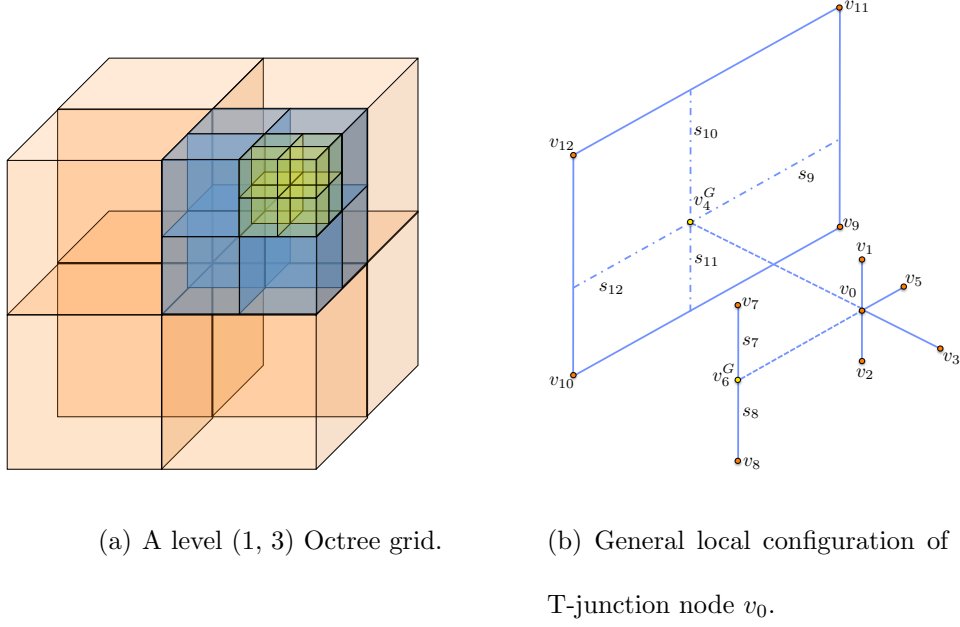 v₁₁
s₁₀
v₁₂
s₉
v₄ᴳ
v₉
v₁
s₁₁
v₅
s₁₂
v₀
v₇
s₇
v₃
v₁₀
v₆ᴳ
v₂
s₈
v₈
(a) A level (1, 3) Octree grid.
(b) General local configuration of
T-junction node v₀.